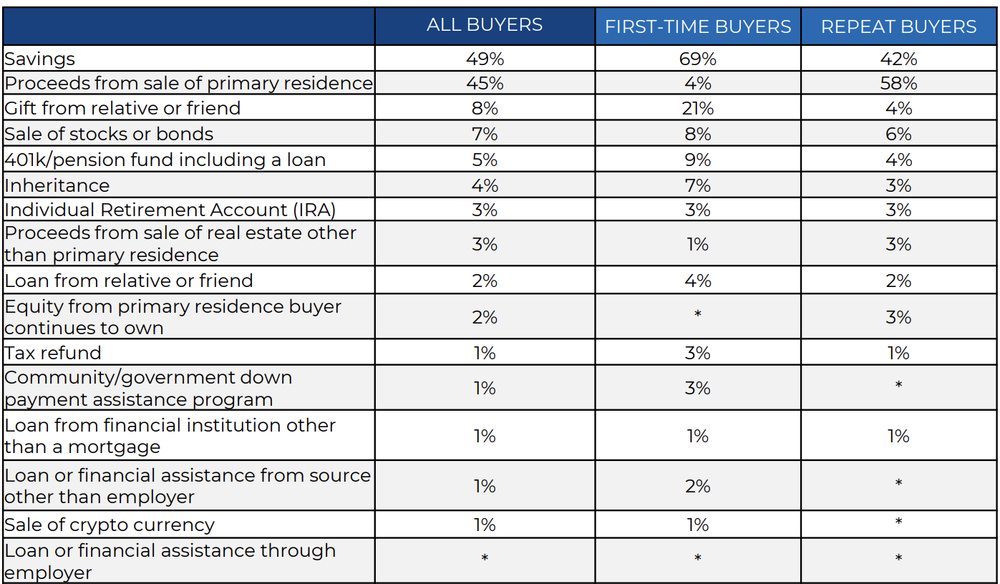 ALL BUYERS FIRST-TIME BUYERS REPEAT BUYERS
Savings 49% 69% 42%
Proceeds from sale of primary residence 45% 4% 58%
Gift from relative or friend 8% 21% 4%
Sale of stocks or bonds 7% 8% 6%
401k/pension fund including a loan 5% 9% 4%
Inheritance 4% 7% 3%
Individual Retirement Account (IRA) 3% 3% 3%
Proceeds from sale of real estate other
than primary residence 3% 1% 3%
Loan from relative or friend 2% 4% 2%
Equity from primary residence buyer
continues to own 2% * 3%
Tax refund 1% 3% 1%
Community/government down
payment assistance program 1% 3% *
Loan from financial institution other
than a mortgage 1% 1% 1%
Loan or financial assistance from source
other than employer 1% 2% *
Sale of crypto currency 1% 1% *
Loan or financial assistance through
employer * * *